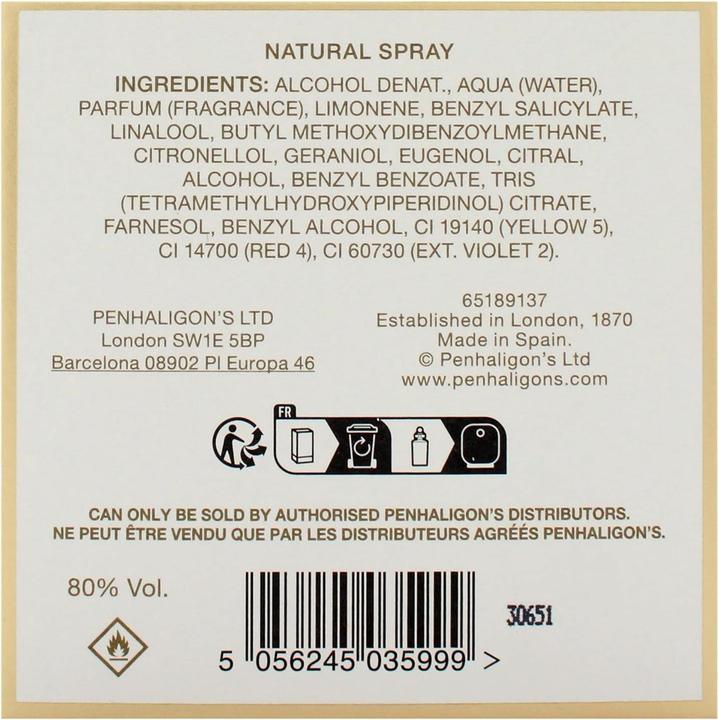 NATURAL SPRAY
INGREDIENTS: ALCOHOL DENAT., AQUA (WATER),
PARFUM (FRAGRANCE), LIMONENE, BENZYL SALICYLATE,
LINALOOL, BUTYL METHOXYDIBENZOYLMETHANE,
CITRONELLOL, GERANIOL, EUGENOL, CITRAL,
ALCOHOL, BENZYL BENZOATE, TRIS
(TETRAMETHYLHYDROXYPIPERIDINOL) CITRATE,
FARNESOL, BENZYL ALCOHOL, CI 19140 (YELLOW 5),
CI 14700 (RED 4), CI 60730 (EXT. VIOLET 2).
PENHALIGON'S LTD
London SW1E 5BP
Barcelona 08902 Pl Europa 46
65189137
Established in London, 1870
Made in Spain.
© Penhaligon's Ltd
www.penhaligons.com
FR
CAN ONLY BE SOLD BY AUTHORISED PENHALIGON'S DISTRIBUTORS.
NE PEUT ÊTRE VENDU QUE PAR LES DISTRIBUTEURS AGRÉÉS PENHALIGON'S.
80% Vol.
30651
5 056245 035999 >